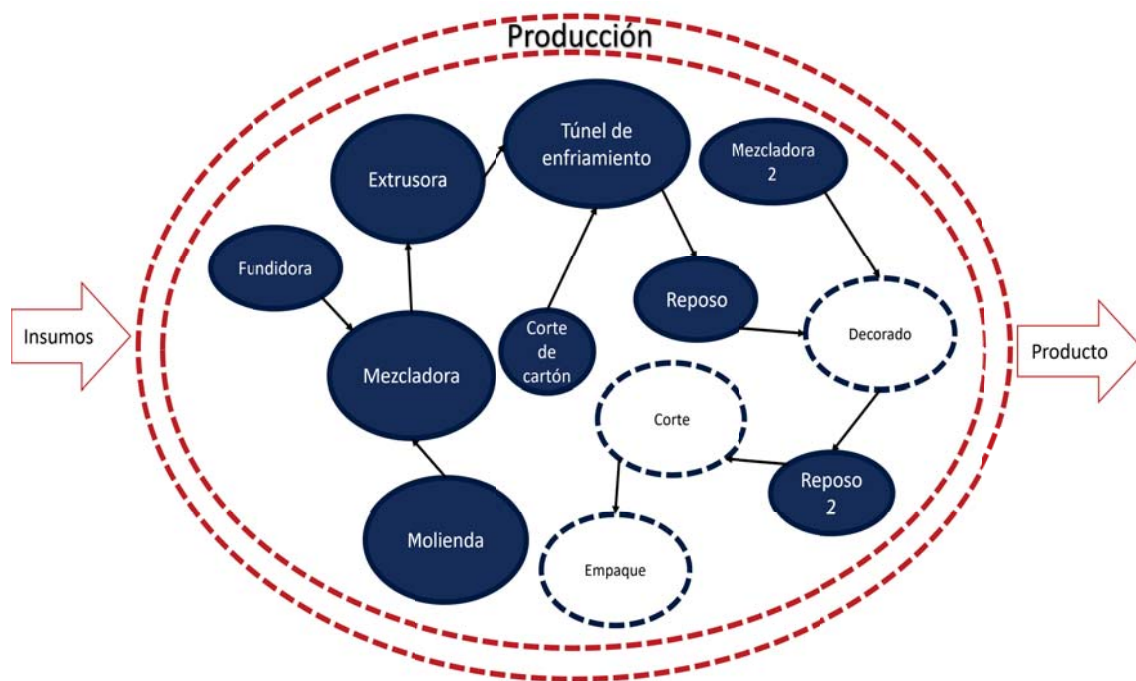 Producción
Túnel de
enfriamiento
Mezcladora
2
Extrusora
Fundidora
Reposo
Decorado
Insumos
Corte
de
cartón
Producto
Mezcladora
Corte
Reposo
2
Molienda
Empaque